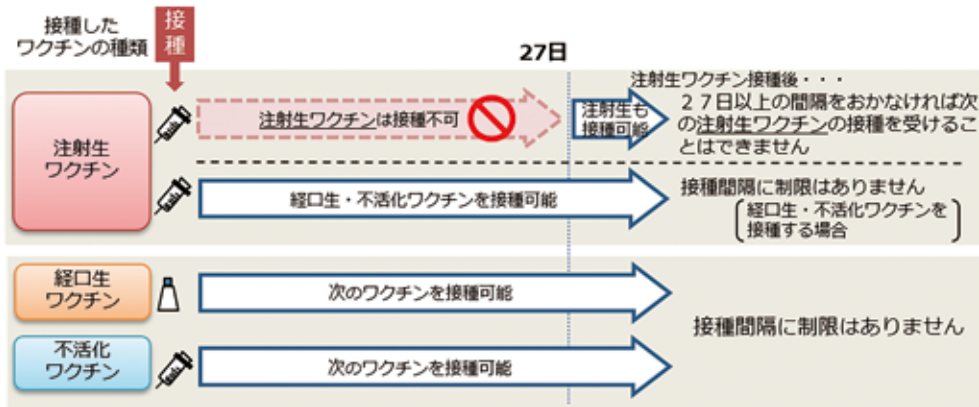 接種した
ワクチンの種類
接種
27日
注射生
ワクチン
注射生ワクチンは接種不可
注射生も
接種可能
注射生ワクチン接種後・・・
２７日以上の間隔をおかなければ次
の注射生ワクチンの接種を受けるこ
とはできません
経口生・不活化ワクチンを接種可能
接種間隔に制限はありません
経口生・不活化ワクチンを
接種する場合
経口生
ワクチン
次のワクチンを接種可能
接種間隔に制限はありません
不活化
ワクチン
次のワクチンを接種可能